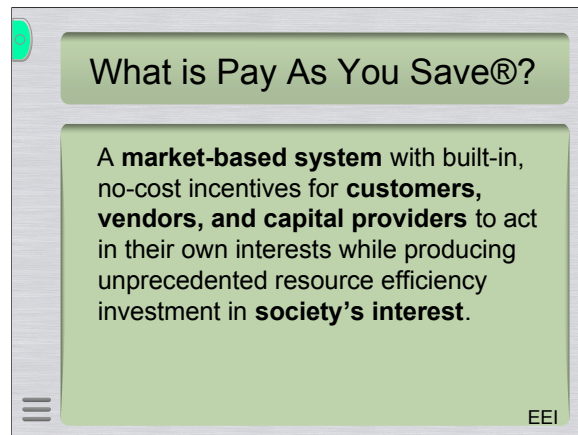 What is Pay As You Save®?
A market-based system with built-in,
no-cost incentives for customers,
vendors, and capital providers to act
in their own interests while producing
unprecedented resource efficiency
investment in society’s interest.
EEI